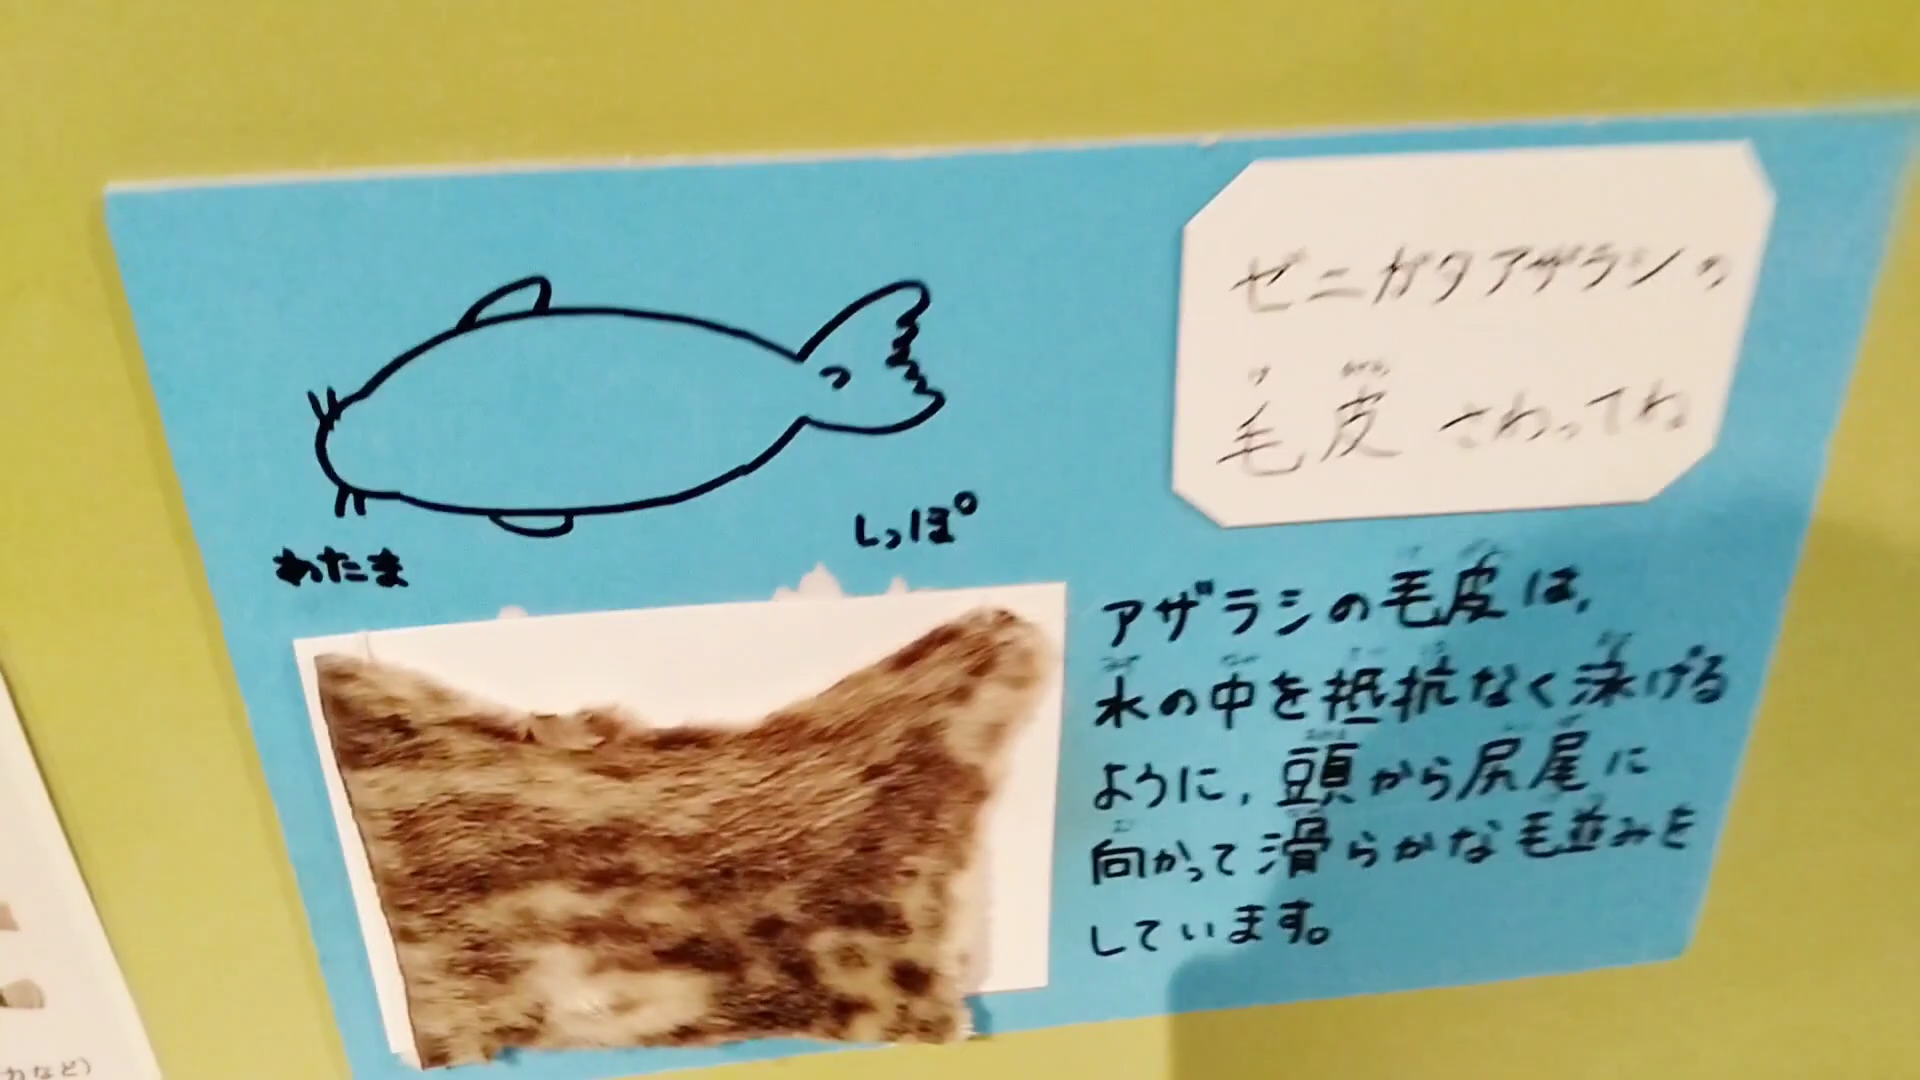 ゼニガタアザラシの
毛皮 さわってね
あたま
しっぽ
アザラシの毛皮は、
水の中を抵抗なく泳げる
ように、頭から尻尾に
向かって滑らかな毛並みを
しています。
カなど）